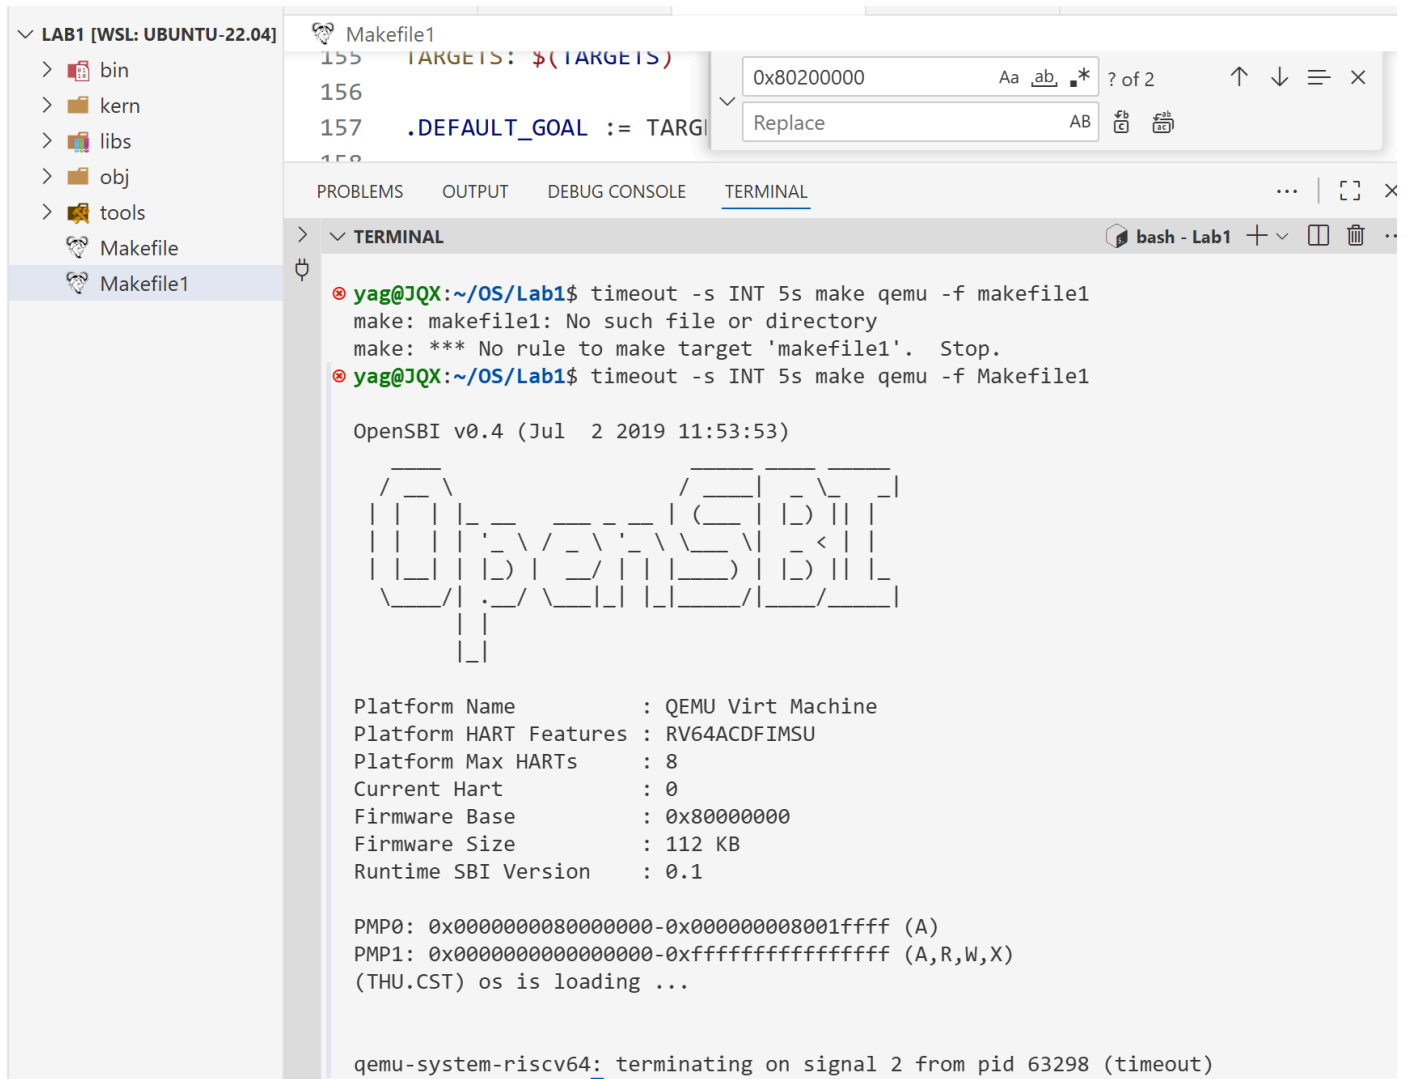 LAB1 [WSL: UBUNTU-22.04]
bin
kern
libs
obj
tools
Makefile
Makefile1
Makefile1
155 TARGETS: $(TARGETS)
156
157 .DEFAULT_GOAL := TARG
158
0x80200000 Aa ab .* ? of 2
Replace AB
PROBLEMS OUTPUT DEBUG CONSOLE TERMINAL
TERMINAL bash - Lab1
yag@JQX:~/OS/Lab1$ timeout -s INT 5s make qemu -f makefile1
make: makefile1: No such file or directory
make: *** No rule to make target 'makefile1'.  Stop.
yag@JQX:~/OS/Lab1$ timeout -s INT 5s make qemu -f Makefile1
OpenSBI v0.4 (Jul  2 2019 11:53:53)
OpenSBI
Platform Name : QEMU Virt Machine
Platform HART Features : RV64ACDFIMSU
Platform Max HARTs : 8
Current Hart : 0
Firmware Base : 0x80000000
Firmware Size : 112 KB
Runtime SBI Version : 0.1
PMP0: 0x0000000080000000-0x000000008001ffff (A)
PMP1: 0x0000000000000000-0xffffffffffffffff (A,R,W,X)
(THU.CST) os is loading ...
qemu-system-riscv64: terminating on signal 2 from pid 63298 (timeout)